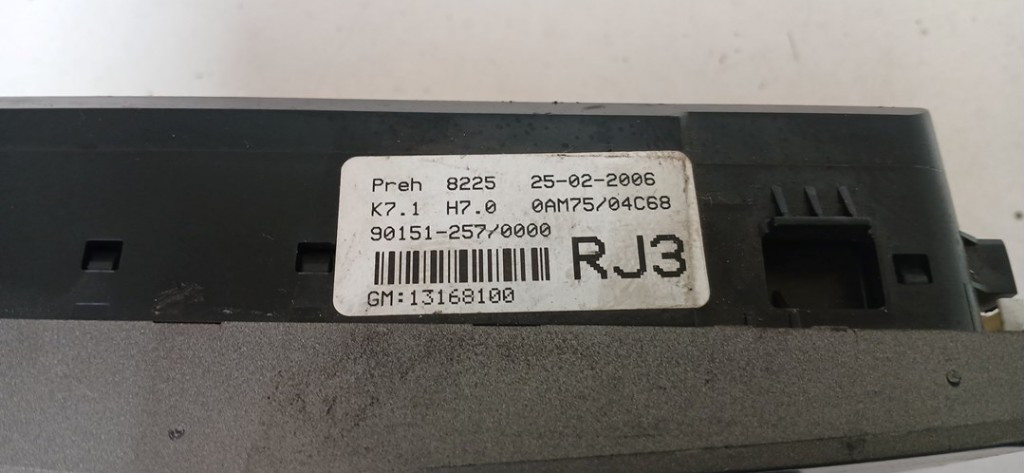 Preh 8225 25-02-2006
K7.1 H7.0 0AM75/04C68
90151-257/0000
RJ3
GM:13168100